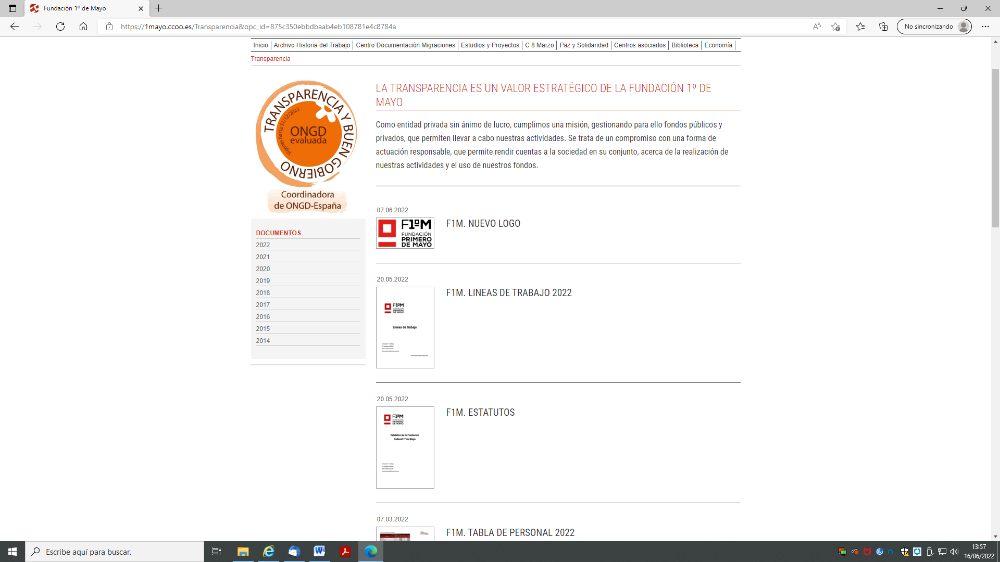 Fundación 1º de Mayo
https://1mayo.ccoo.es/Transparencia&opc_id=875c350ebbdbaab4eb108781e4c8784a
No sincronizando
Inicio | Archivo Historia del Trabajo | Centro Documentación Migraciones | Estudios y Proyectos | C 8 Marzo | Paz y Solidaridad | Centros asociados | Biblioteca | Economía |
Transparencia
TRANSPARENCIA Y BUEN GOBIERNO
Vigente hasta 31/12/2023
ONGD
evaluada
Coordinadora
de ONGD-España
DOCUMENTOS
2022
2021
2020
2019
2018
2017
2016
2015
2014
LA TRANSPARENCIA ES UN VALOR ESTRATÉGICO DE LA FUNDACIÓN 1º DE
MAYO
Como entidad privada sin ánimo de lucro, cumplimos una misión, gestionando para ello fondos públicos y
privados, que permiten llevar a cabo nuestras actividades. Se trata de un compromiso con una forma de
actuación responsable, que permite rendir cuentas a la sociedad en su conjunto, acerca de la realización de
nuestras actividades y el uso de nuestros fondos.
07.06.2022
F1ºM
FUNDACIÓN
PRIMERO
DE MAYO
F1M. NUEVO LOGO
20.05.2022
F1ºM
FUNDACIÓN
PRIMERO
DE MAYO
Líneas de trabajo
F1M. LINEAS DE TRABAJO 2022
20.05.2022
F1ºM
FUNDACIÓN
PRIMERO
DE MAYO
Estatutos de la Fundación
Cultural 1º de Mayo
F1M. ESTATUTOS
07.03.2022
F1M. TABLA DE PERSONAL 2022
Escribe aquí para buscar.
13:57
16/06/2022